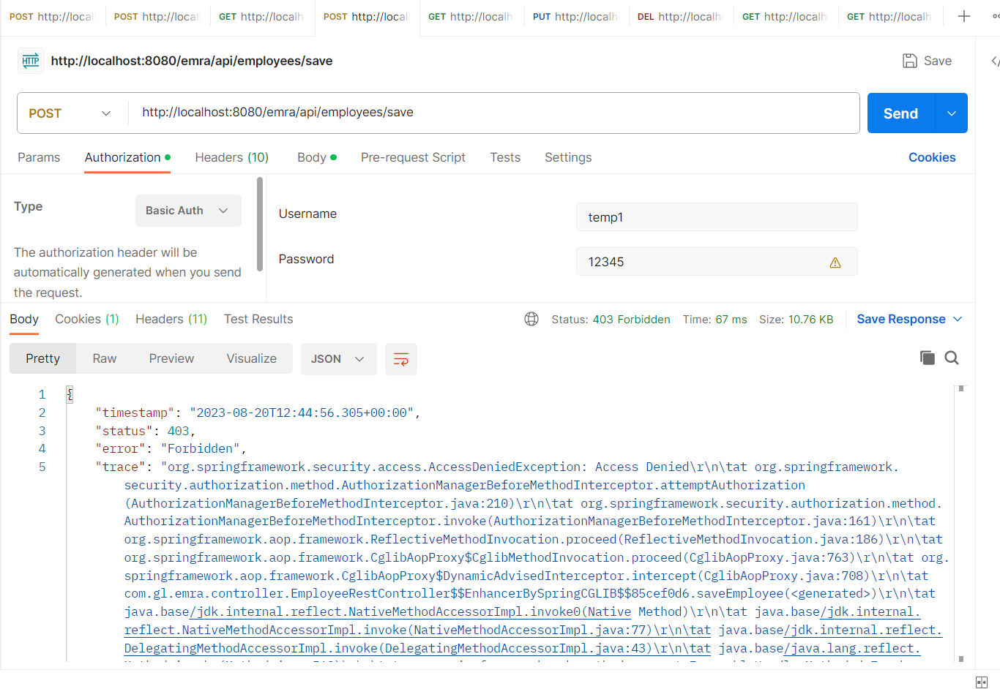 POST http://local POST http://local GET http://localh POST http://local GET http://localh PUT http://localh DEL http://localh GET http://localh GET http://localh
HTTP http://localhost:8080/emra/api/employees/save Save
POST http://localhost:8080/emra/api/employees/save Send
Params Authorization Headers (10) Body Pre-request Script Tests Settings Cookies
Type Basic Auth
Username temp1
The authorization header will be
automatically generated when you send
the request.
Password 12345
Body Cookies (1) Headers (11) Test Results Status: 403 Forbidden Time: 67 ms Size: 10.76 KB Save Response
Pretty Raw Preview Visualize JSON
1 {
2 "timestamp": "2023-08-20T12:44:56.305+00:00",
3 "status": 403,
4 "error": "Forbidden",
5 "trace": "org.springframework.security.access.AccessDeniedException: Access Denied\r\n\tat org.springframework.
security.authorization.method.AuthorizationManagerBeforeMethodInterceptor.attemptAuthorization
(AuthorizationManagerBeforeMethodInterceptor.java:210)\r\n\tat org.springframework.security.authorization.method.
AuthorizationManagerBeforeMethodInterceptor.invoke(AuthorizationManagerBeforeMethodInterceptor.java:161)\r\n\tat
org.springframework.aop.framework.ReflectiveMethodInvocation.proceed(ReflectiveMethodInvocation.java:186)\r\n\tat
org.springframework.aop.framework.CglibAopProxy$CglibMethodInvocation.proceed(CglibAopProxy.java:763)\r\n\tat org.
springframework.aop.framework.CglibAopProxy$DynamicAdvisedInterceptor.intercept(CglibAopProxy.java:708)\r\n\tat
com.gl.emra.controller.EmployeeRestController$$EnhancerBySpringCGLIB$$85cef0d6.saveEmployee(<generated>)\r\n\tat
java.base/jdk.internal.reflect.NativeMethodAccessorImpl.invoke0(Native Method)\r\n\tat java.base/jdk.internal.
reflect.NativeMethodAccessorImpl.invoke(NativeMethodAccessorImpl.java:77)\r\n\tat java.base/jdk.internal.reflect.
DelegatingMethodAccessorImpl.invoke(DelegatingMethodAccessorImpl.java:43)\r\n\tat java.base/java.lang.reflect.